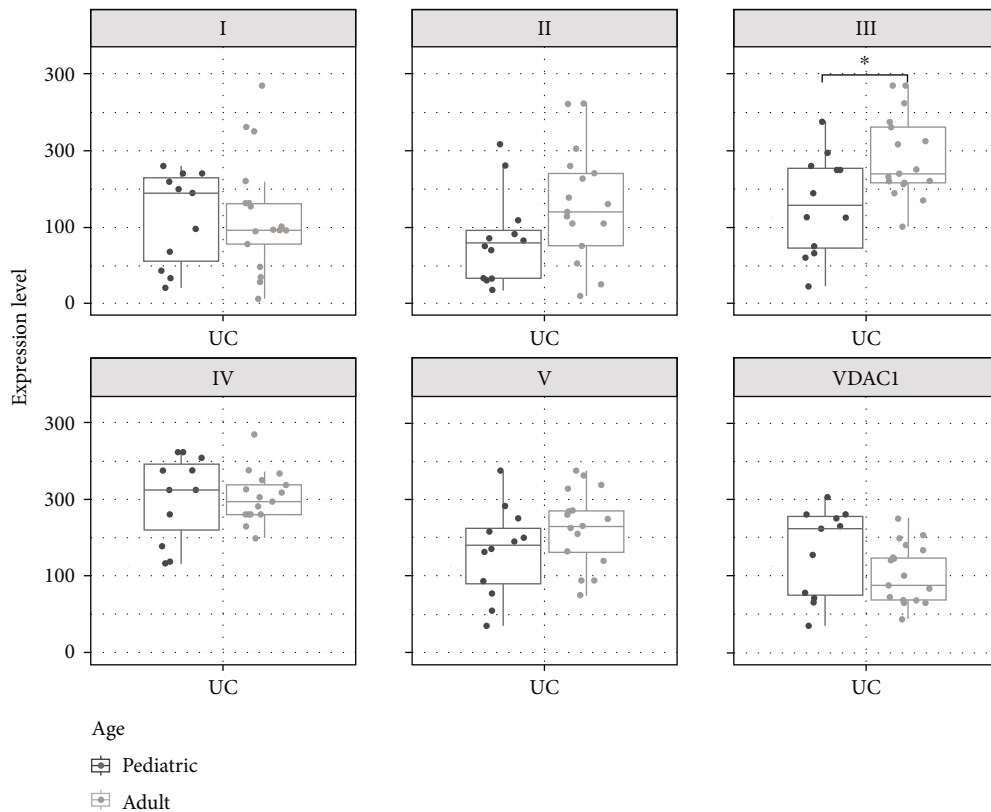 Expression level
I
II
III
300
300
100
0
*
UC
UC
UC
IV
V
VDAC1
300
300
100
0
UC
UC
UC
Age
Pediatric
Adult